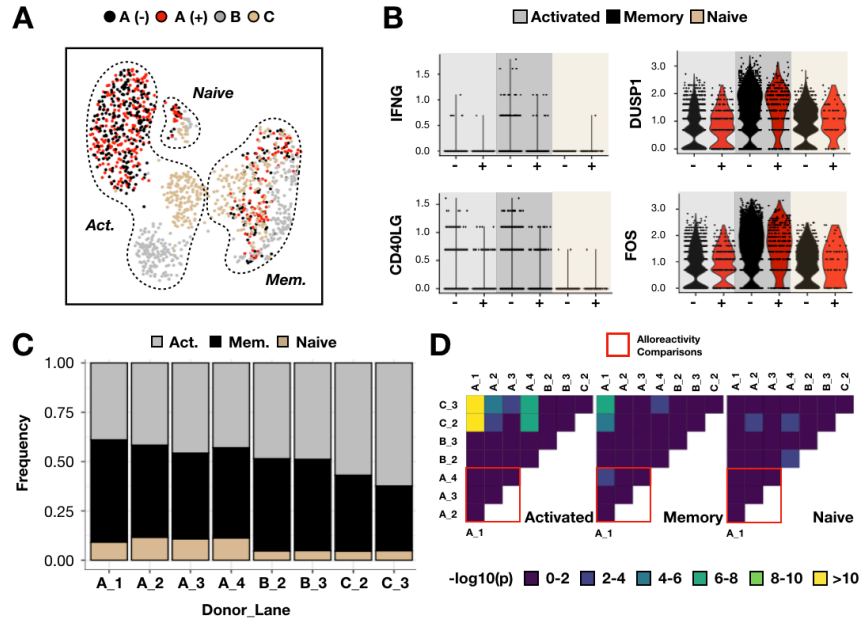 A
A (-) A (+) B C
Naive
Act.
Mem.
B
Activated Memory Naive
IFNG
1.5
1.0
0.5
0.0
- + - + - +
DUSP1
3.0
2.0
1.0
0.0
- + - + - +
CD40LG
1.5
1.0
0.5
0.0
- + - + - +
FOS
3.0
2.0
1.0
0.0
- + - + - +
C
Act. Mem. Naive
Frequency
1.00
0.75
0.50
0.25
0.00
A_1 A_2 A_3 A_4 B_2 B_3 C_2 C_3
Donor_Lane
D
Alloreactivity
Comparisons
A_1 A_2 A_3 A_4 B_2 B_3 C_2 A_1 A_2 A_3 A_4 B_2 B_3 C_2 A_1 A_2 A_3 A_4 B_2 B_3 C_2
C_3
C_2
B_3
B_2
A_4
A_3
A_2
Activated Memory Naive
A_1 A_1 A_1
-log10(p) 0-2 2-4 4-6 6-8 8-10 >10